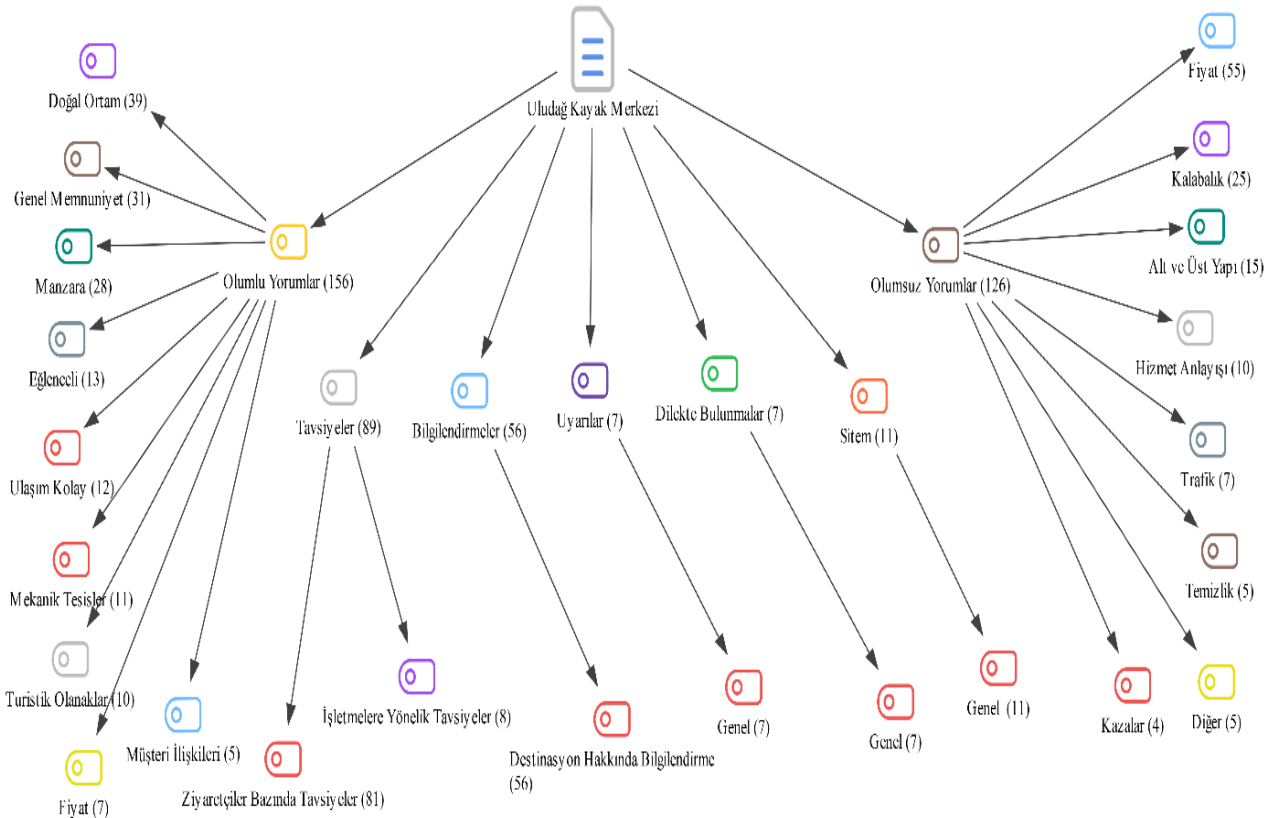 Uludağ Kayak Merkezi
Doğal Ortam (39)
Genel Memnuniyet (31)
Manzara (28)
Eğlenceli (13)
Ulaşım Kolay (12)
Mekanik Tesisler (11)
Turistik Olanaklar (10)
Fiyat (7)
Müşteri İlişkileri (5)
Olumlu Yorumlar (156)
Tavsiyeler (89)
Ziyaretçiler Bazında Tavsiyeler (81)
İşletmelere Yönelik Tavsiyeler (8)
Bilgilendirmeler (56)
Destinasyon Hakkında Bilgilendirme
(56)
Uyarılar (7)
Genel (7)
Dilekte Bulunmalar (7)
Genel (7)
Sitem (11)
Genel (11)
Olumsuz Yorumlar (126)
Fiyat (55)
Kalabalık (25)
Alt ve Üst Yapı (15)
Hizmet Anlayışı (10)
Trafik (7)
Temizlik (5)
Diğer (5)
Kazalar (4)